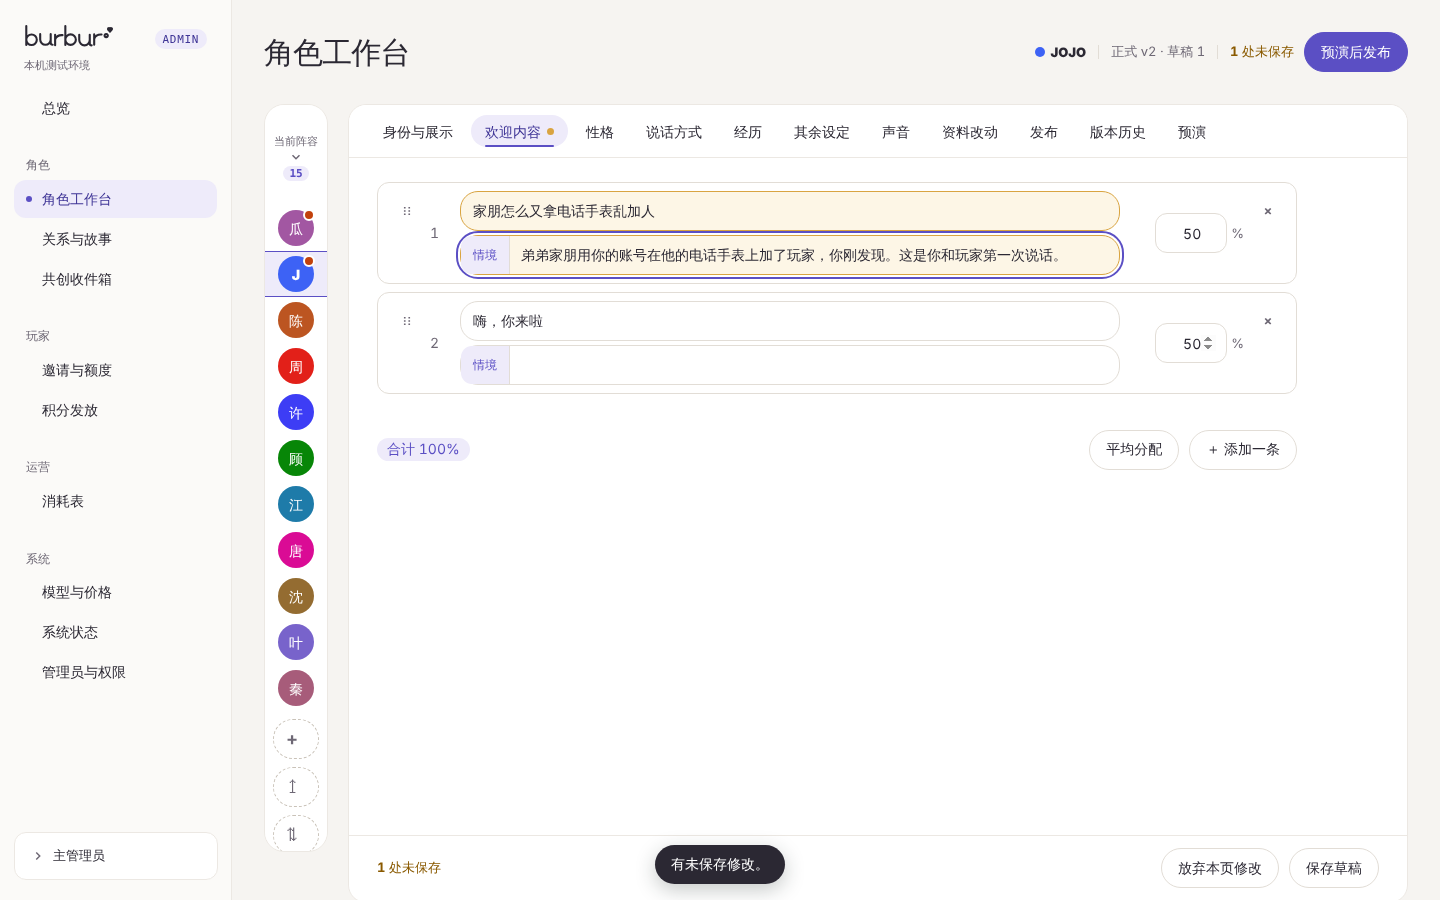 burbur
ADMIN
本机测试环境
总览
角色
角色工作台
关系与故事
共创收件箱
玩家
邀请与额度
积分发放
运营
消耗表
系统
模型与价格
系统状态
管理员与权限
主管理员
角色工作台
JOJO
正式 v2 · 草稿 1
1 处未保存
预演后发布
当前阵容
15
瓜
J
陈
周
许
顾
江
唐
沈
叶
秦
+
身份与展示
欢迎内容
性格
说话方式
经历
其余设定
声音
资料改动
发布
版本历史
预演
1
家朋怎么又拿电话手表乱加人
情境
弟弟家朋用你的账号在他的电话手表上加了玩家，你刚发现。这是你和玩家第一次说话。
50 %
×
2
嗨，你来啦
情境
50 %
×
合计 100%
平均分配
+ 添加一条
1 处未保存
有未保存修改。
放弃本页修改
保存草稿